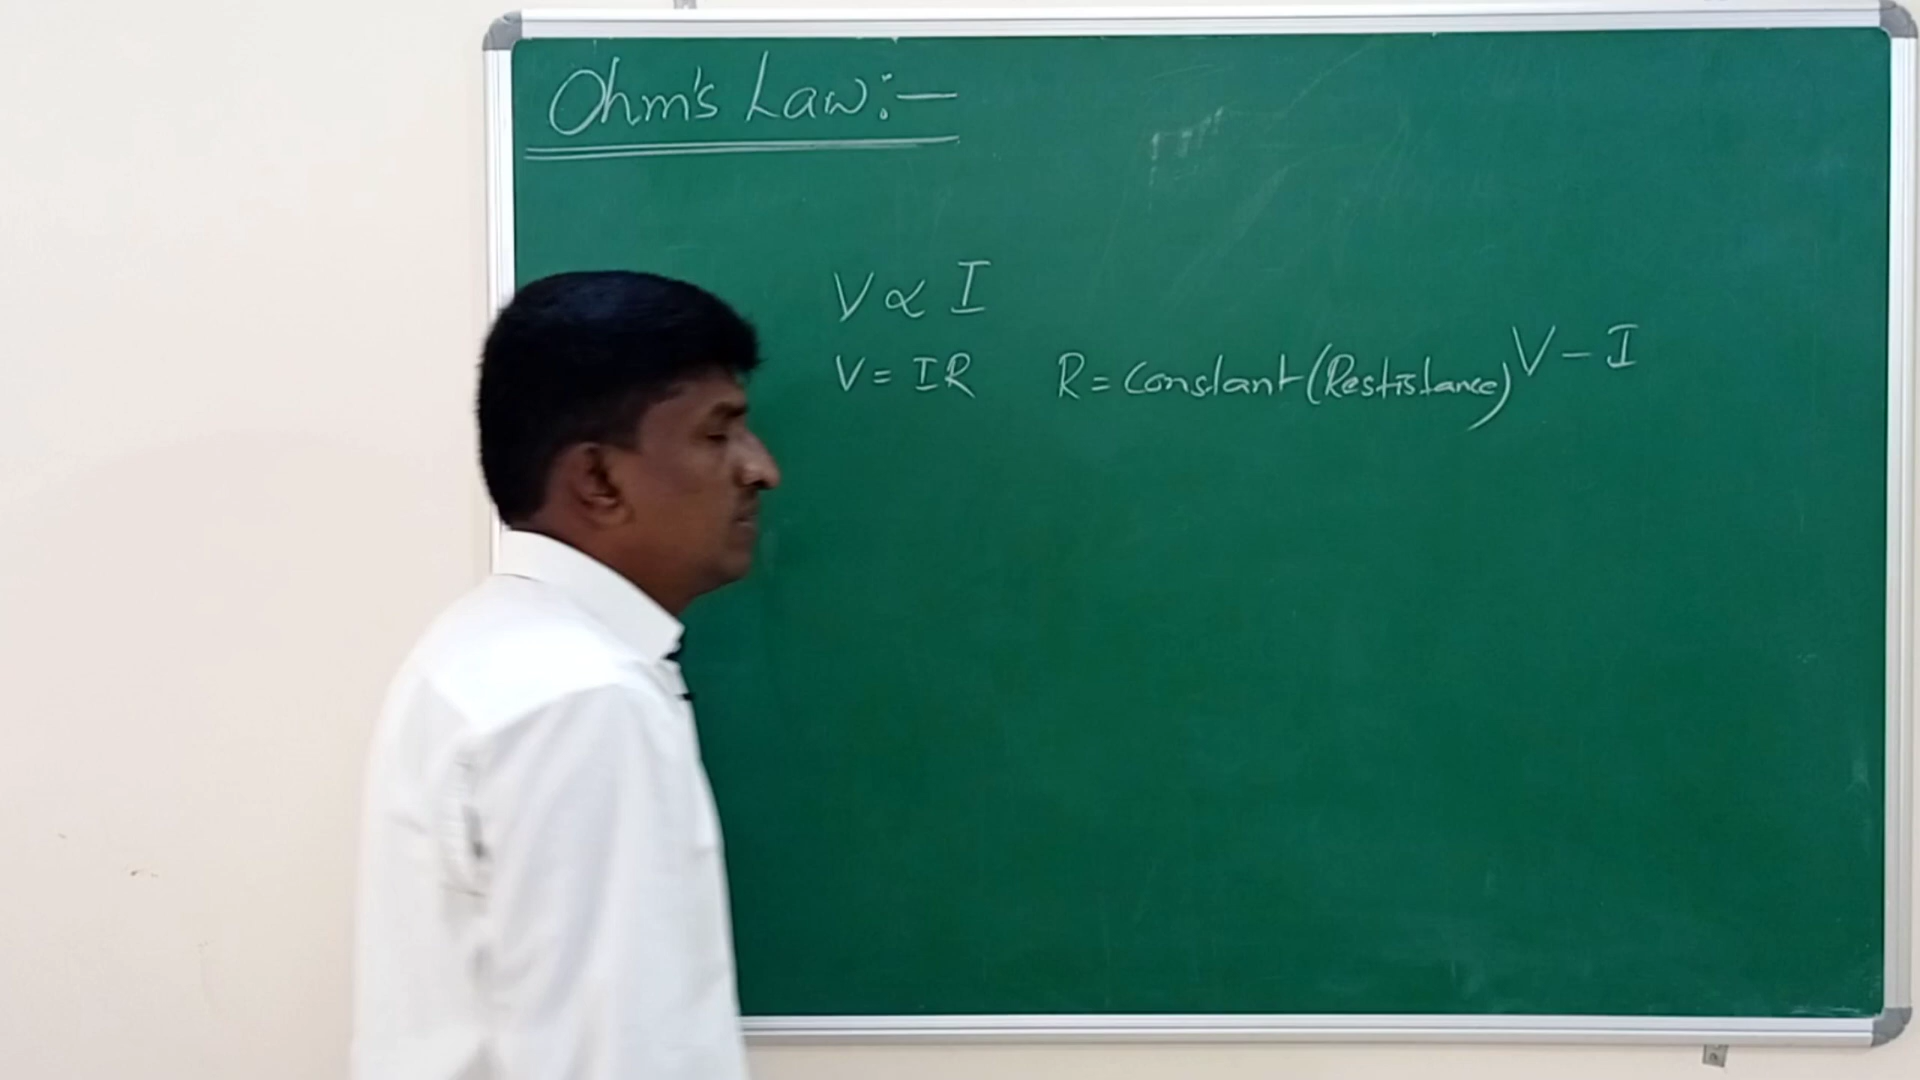 Ohm's Law:-
V ∝ I
V = IR R = Constant (Restistance) V - I